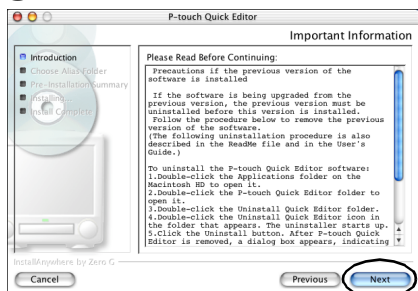 P-touch Quick Editor
Important Information
Introduction
Choose Alias Folder
Pre-Installation Summary
Installing...
Install Complete
Please Read Before Continuing:
Precautions if the previous version of the
software is installed
If the software is being upgraded from the
previous version, the previous version must be
uninstalled before this version is installed.
Follow the procedure below to remove the previous
version of the software.
(The following uninstallation procedure is also
described in the ReadMe file and in the User's
Guide.)
To uninstall the P-touch Quick Editor software:
1.Double-click the Applications folder on the
Macintosh HD to open it.
2.Double-click the P-touch Quick Editor folder to
open it.
3.Double-click the Uninstall Quick Editor folder.
4.Double-click the Uninstall Quick Editor icon in
the folder that appears. The uninstaller starts up.
5.Click the Uninstall button. After P-touch Quick
Editor is removed, a dialog box appears, indicating
InstallAnywhere by Zero G
Cancel
Previous
Next